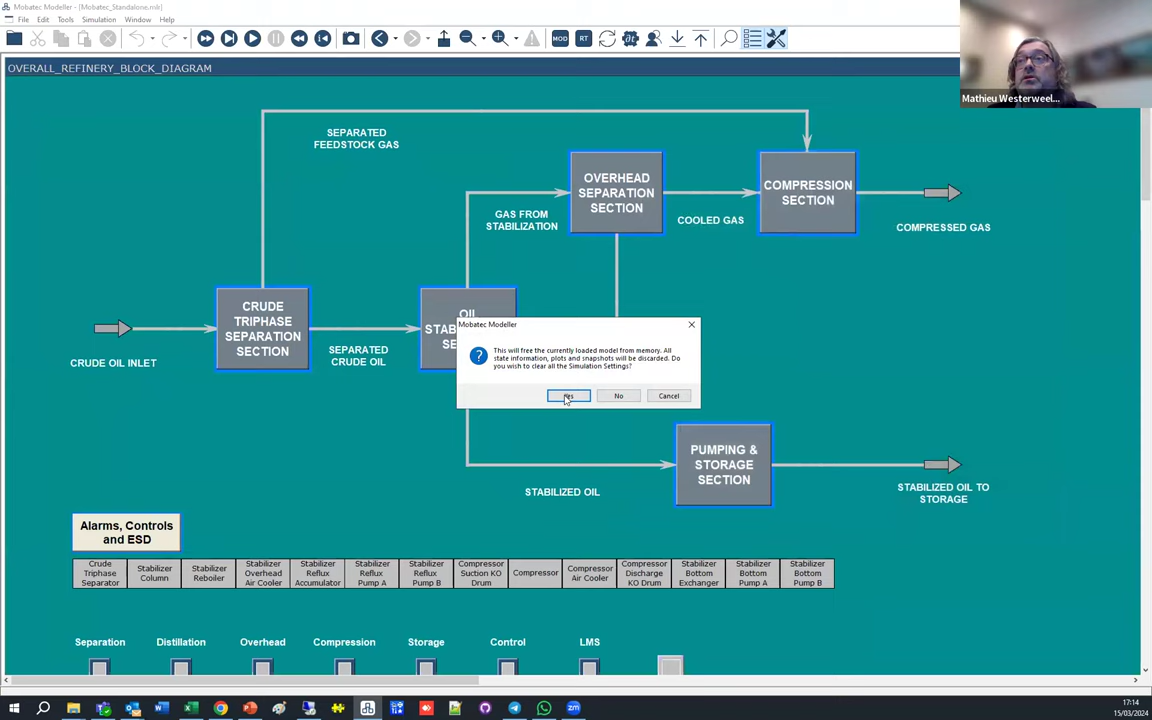 Mobatec Modeller - [Mobatec_Standalone.mk]
File Edit Tools Simulation Window Help
MOD RT
OVERALL_REFINERY_BLOCK_DIAGRAM
Mathieu Westerweel...
SEPARATED
FEEDSTOCK GAS
OVERHEAD
SEPARATION
SECTION
COMPRESSION
SECTION
GAS FROM
STABILIZATION
COOLED GAS
COMPRESSED GAS
CRUDE
TRIPHASE
SEPARATION
SECTION
OIL
STAB
SE
CRUDE OIL INLET
SEPARATED
CRUDE OIL
Mobatec Modeller
This will free the currently loaded model from memory. All
state information, plots and snapshots will be discarded. Do
you wish to clear all the Simulation Settings?
Yes No Cancel
PUMPING &
STORAGE
SECTION
STABILIZED OIL
STABILIZED OIL TO
STORAGE
Alarms, Controls
and ESD
Crude
Triphase
Separator
Stabilizer
Column
Stabilizer
Reboiler
Stabilizer
Overhead
Air Cooler
Stabilizer
Reflux
Accumulator
Stabilizer
Reflux
Pump A
Stabilizer
Reflux
Pump B
Compressor
Suction KO
Drum
Compressor
Compressor
Air Cooler
Compressor
Discharge
KO Drum
Stabilizer
Bottom
Exchanger
Stabilizer
Bottom
Pump A
Stabilizer
Bottom
Pump B
Separation Distillation Overhead Compression Storage Control LMS
17:14
15/03/2024